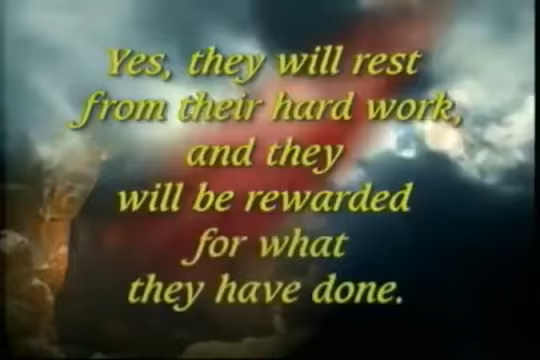 Yes, they will rest
from their hard work,
and they
will be rewarded
for what
they have done.